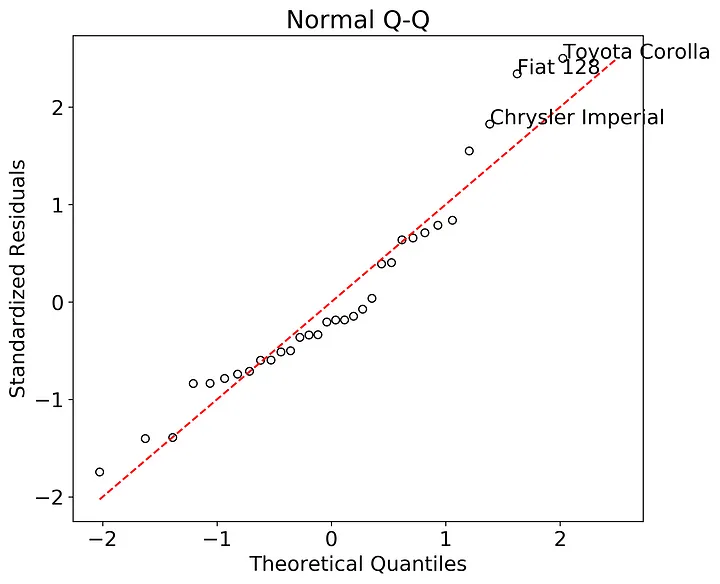 Normal Q-Q
Toyota Corolla
Fiat 128
Chrysler Imperial
2
1
0
−1
−2
Standardized Residuals
−2 −1 0 1 2
Theoretical Quantiles